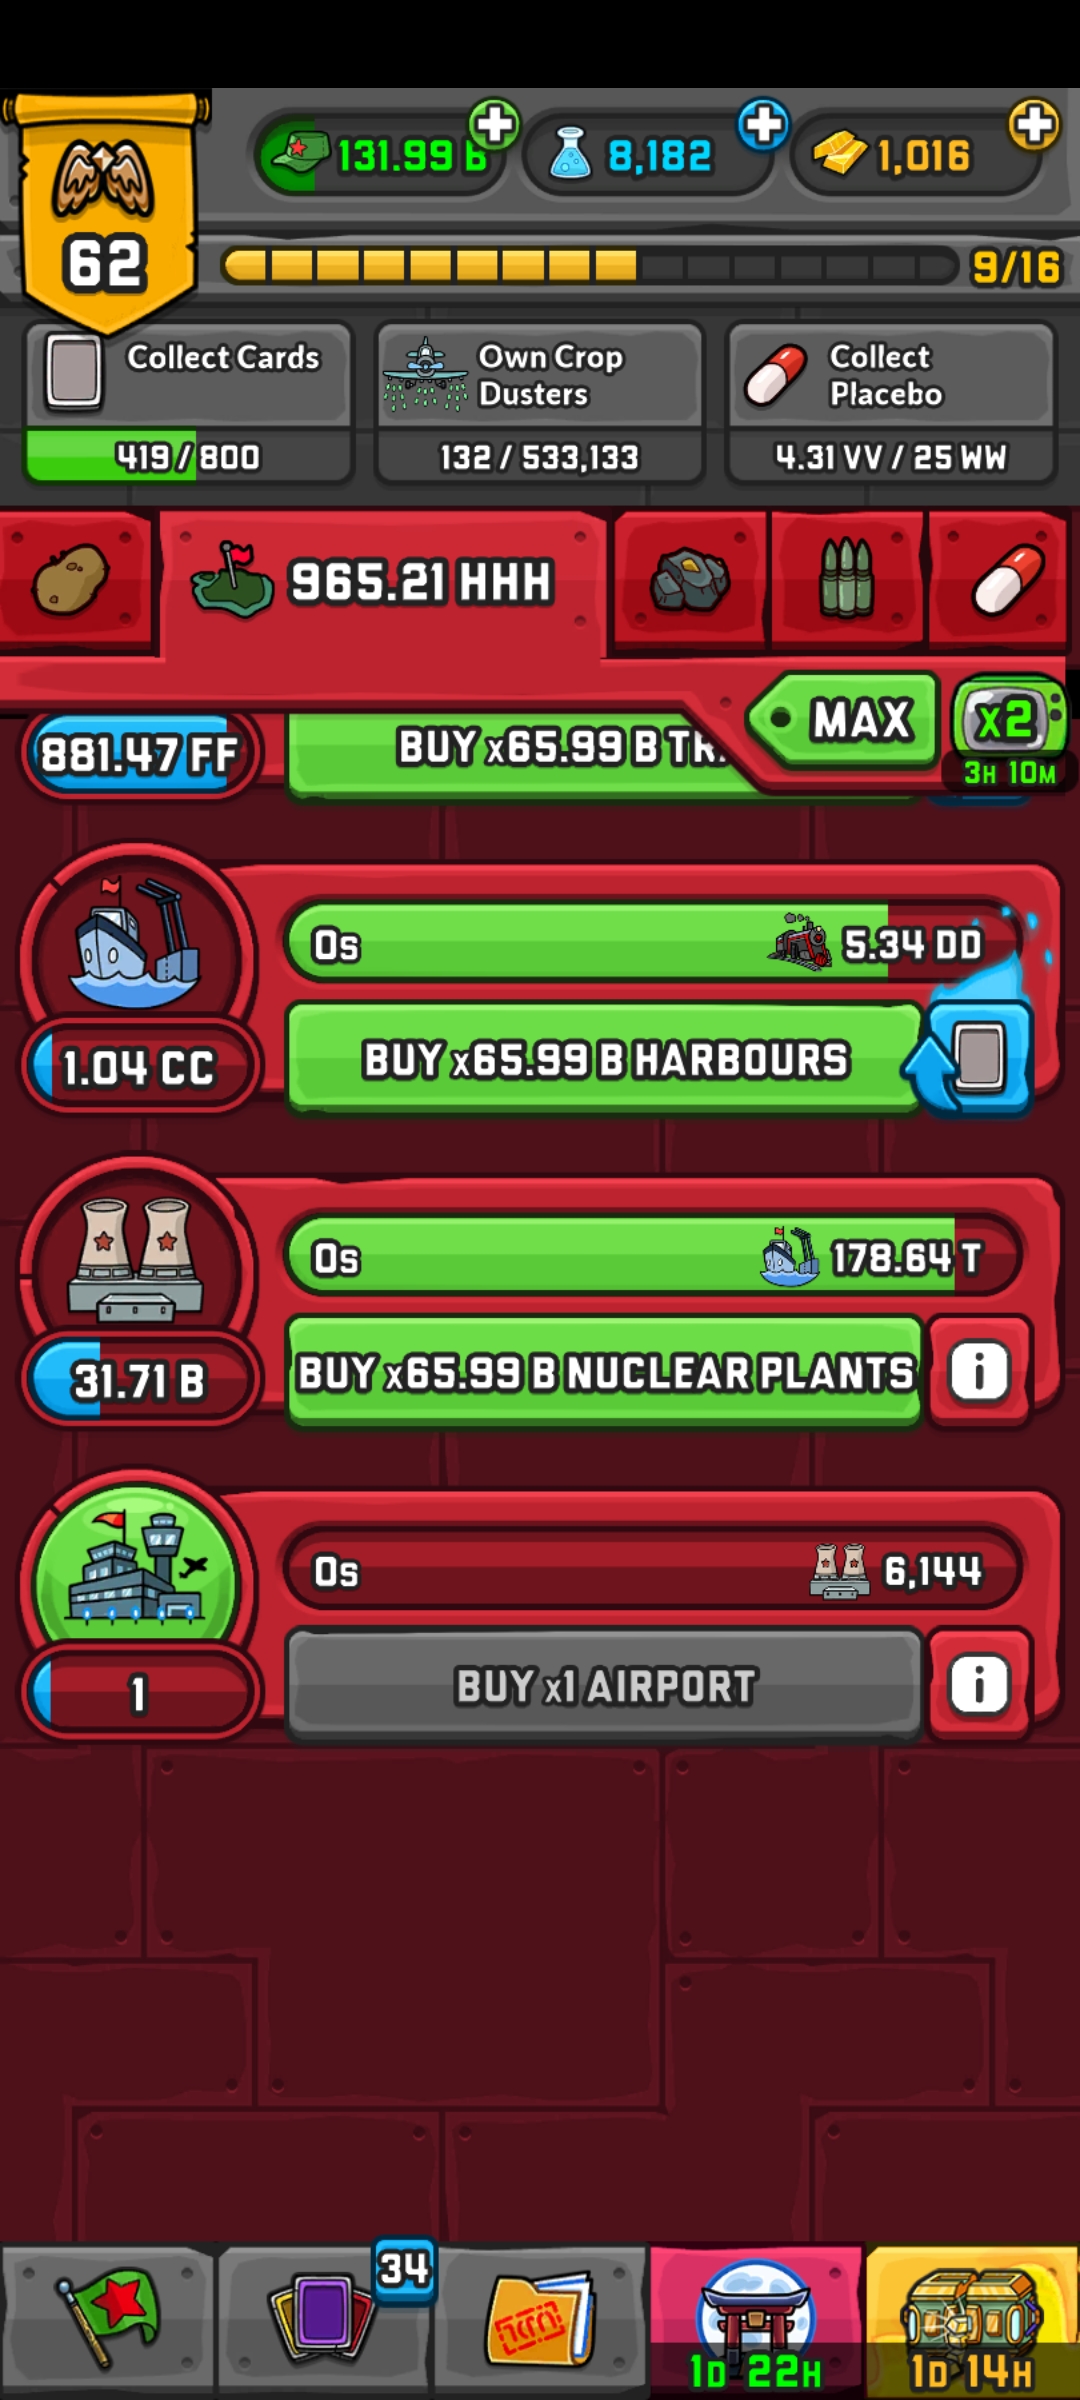 131.99 B
8,182
1,016
62
9/16
Collect Cards
419 / 800
Own Crop
Dusters
132 / 533,133
Collect
Placebo
4.31 VV / 25 WW
965.21 HHH
MAX
x2
3H 10M
881.47 FF
BUY x65.99 B
0s
5.34 DD
1.04 CC
BUY x65.99 B HARBOURS
0s
178.64 T
31.71 B
BUY x65.99 B NUCLEAR PLANTS
i
0s
6,144
1
BUY x1 AIRPORT
i
34
1D 22H
1D 14H